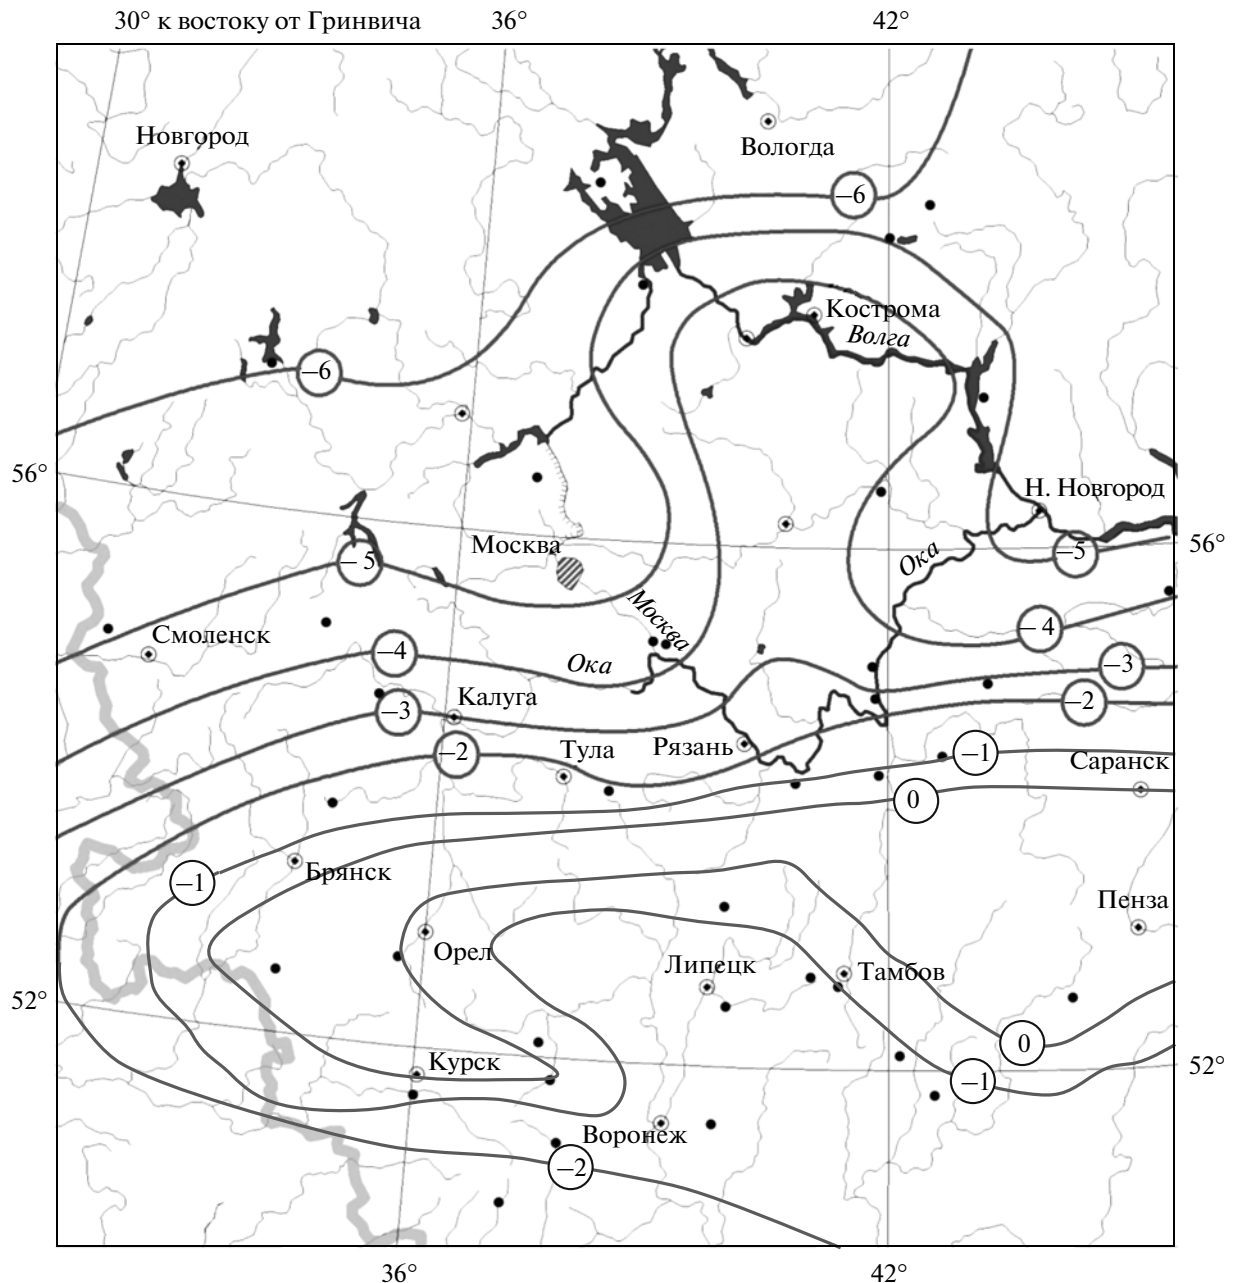 30° к востоку от Гринвича
36°
42°
Новгород
Вологда
–6
Кострома
Волга
–6
56°
Н. Новгород
Москва
Ока
56°
–5
–5
Москва
Смоленск
–4
–4
Ока
–3
Калуга
–3
–2
Тула
Рязань
–2
–1
Саранск
0
Брянск
–1
Пенза
Орел
Липецк
Тамбов
52°
0
Курск
52°
–1
Воронеж
–2
36°
42°